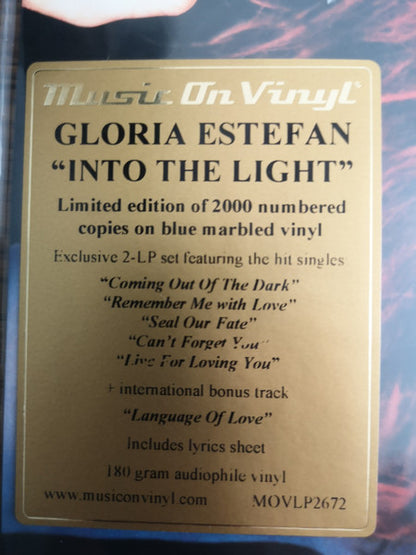 Music On Vinyl
GLORIA ESTEFAN
“INTO THE LIGHT”
Limited edition of 2000 numbered
copies on blue marbled vinyl
Exclusive 2-LP set featuring the hit singles
“Coming Out Of The Dark”
“Remember Me with Love”
“Seal Our Fate”
“Can’t Forget You”
“Live For Loving You”
+ international bonus track
“Language Of Love”
Includes lyrics sheet
180 gram audiophile vinyl
www.musiconvinyl.com MOVLP2672